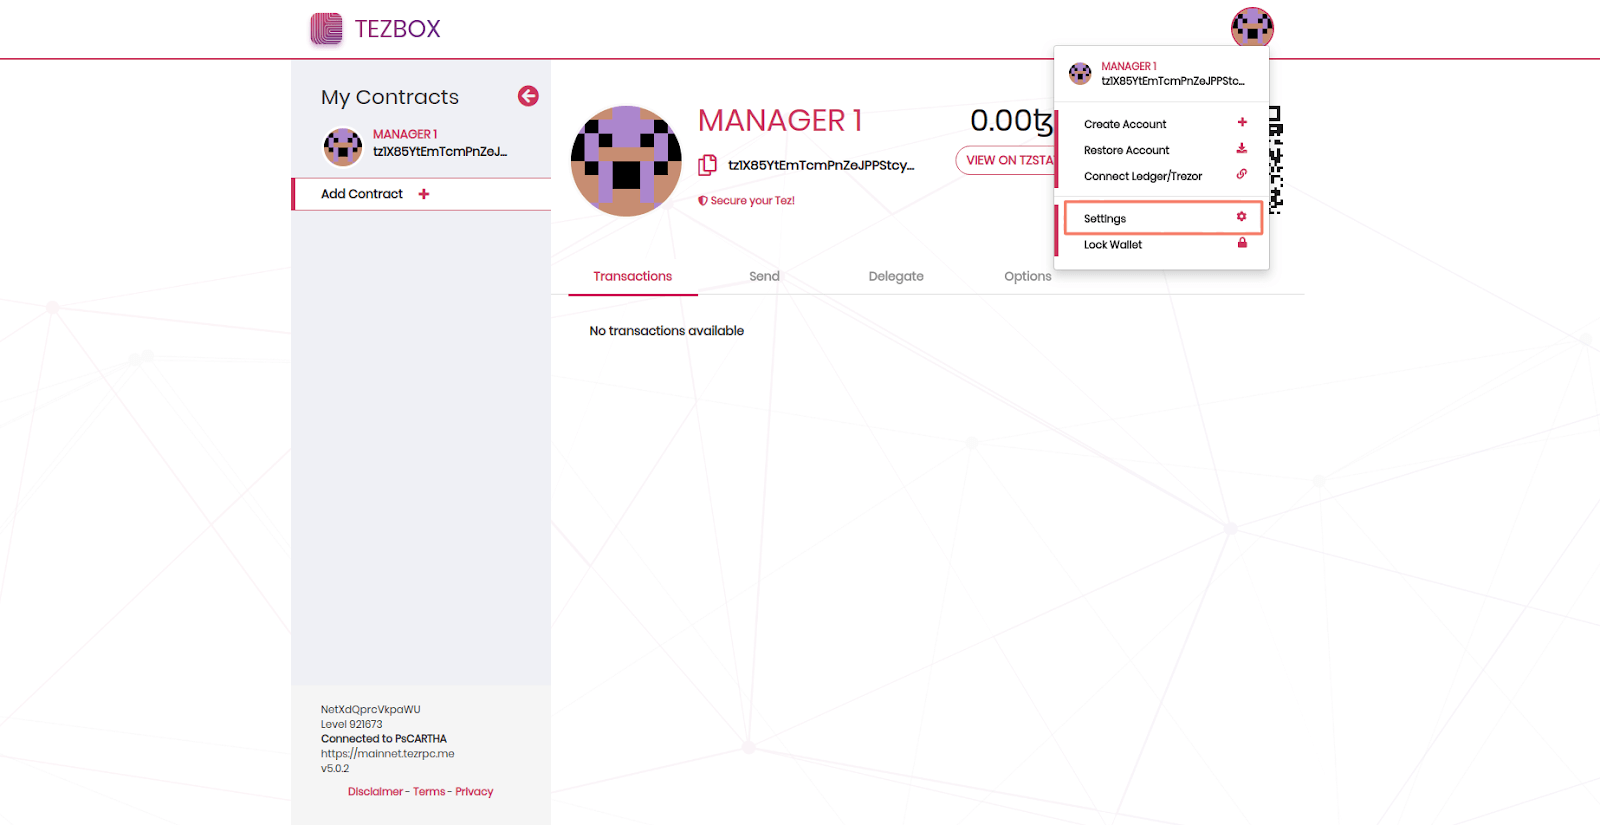 TEZBOX
My Contracts
MANAGER 1
tz1X85YtEmTcmPnZeJ...
Add Contract
MANAGER 1
tz1X85YtEmTcmPnZeJPPStcy...
Secure your Tez!
0.00ꜩ
VIEW ON TZSTA
MANAGER 1
tz1X85YtEmTcmPnZeJPPStc...
Create Account
Restore Account
Connect Ledger/Trezor
Settings
Lock Wallet
Transactions
Send
Delegate
Options
No transactions available
NetXdQprcVkpaWU
Level 921673
Connected to PsCARTHA
https://mainnet.tezrpc.me
v5.0.2
Disclaimer - Terms - Privacy